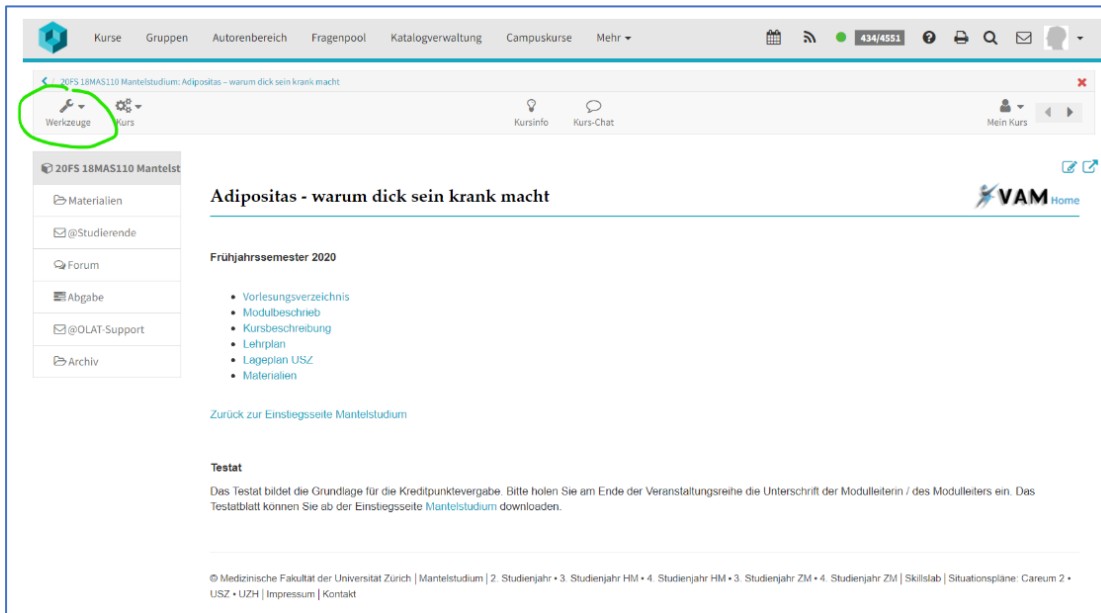 Kurse Gruppen Autorenbereich Fragenpool Katalogverwaltung Campuskurse Mehr 434/4551
20FS 18MAS110 Mantelstudium: Adipositas – warum dick sein krank macht
Werkzeuge Kurs Kursinfo Kurs-Chat Mein Kurs
20FS 18MAS110 Mantelst
Materialien
@Studierende
Forum
Abgabe
@OLAT-Support
Archiv
Adipositas - warum dick sein krank macht
VAM Home
Frühjahrssemester 2020
• Vorlesungsverzeichnis
• Modulbeschrieb
• Kursbeschreibung
• Lehrplan
• Lageplan USZ
• Materialien
Zurück zur Einstiegsseite Mantelstudium
Testat
Das Testat bildet die Grundlage für die Kreditpunktevergabe. Bitte holen Sie am Ende der Veranstaltungsreihe die Unterschrift der Modulleiterin / des Modulleiters ein. Das
Testatblatt können Sie ab der Einstiegsseite Mantelstudium downloaden.
© Medizinische Fakultät der Universität Zürich | Mantelstudium | 2. Studienjahr • 3. Studienjahr HM • 4. Studienjahr HM • 3. Studienjahr ZM • 4. Studienjahr ZM | Skillslab | Situationspläne: Careum 2 •
USZ • UZH | Impressum | Kontakt